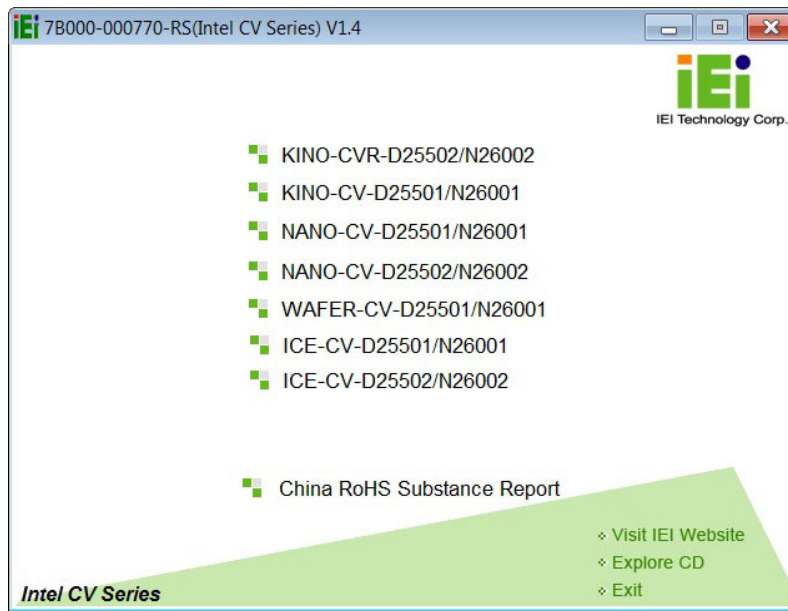 iEi 7B000-000770-RS(Intel CV Series) V1.4
iEi
IEI Technology Corp.
KINO-CVR-D25502/N26002
KINO-CV-D25501/N26001
NANO-CV-D25501/N26001
NANO-CV-D25502/N26002
WAFER-CV-D25501/N26001
ICE-CV-D25501/N26001
ICE-CV-D25502/N26002
China RoHS Substance Report
Visit IEI Website
Explore CD
Exit
Intel CV Series